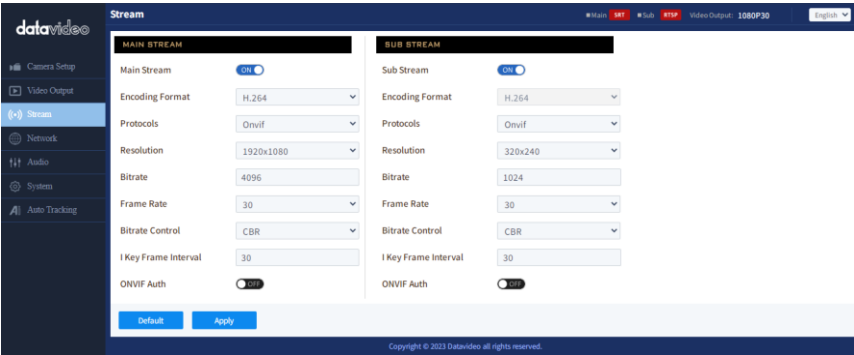 datavideo
Stream
Main SRT Sub RTSP Video Output: 1080P30 English
Camera Setup
Video Output
Stream
Network
Audio
System
Auto Tracking
MAIN STREAM
Main Stream ON
Encoding Format H.264
Protocols Onvif
Resolution 1920x1080
Bitrate 4096
Frame Rate 30
Bitrate Control CBR
I Key Frame Interval 30
ONVIF Auth OFF
SUB STREAM
Sub Stream ON
Encoding Format H.264
Protocols Onvif
Resolution 320x240
Bitrate 1024
Frame Rate 30
Bitrate Control CBR
I Key Frame Interval 30
ONVIF Auth OFF
Default Apply
Copyright © 2023 Datavideo all rights reserved.